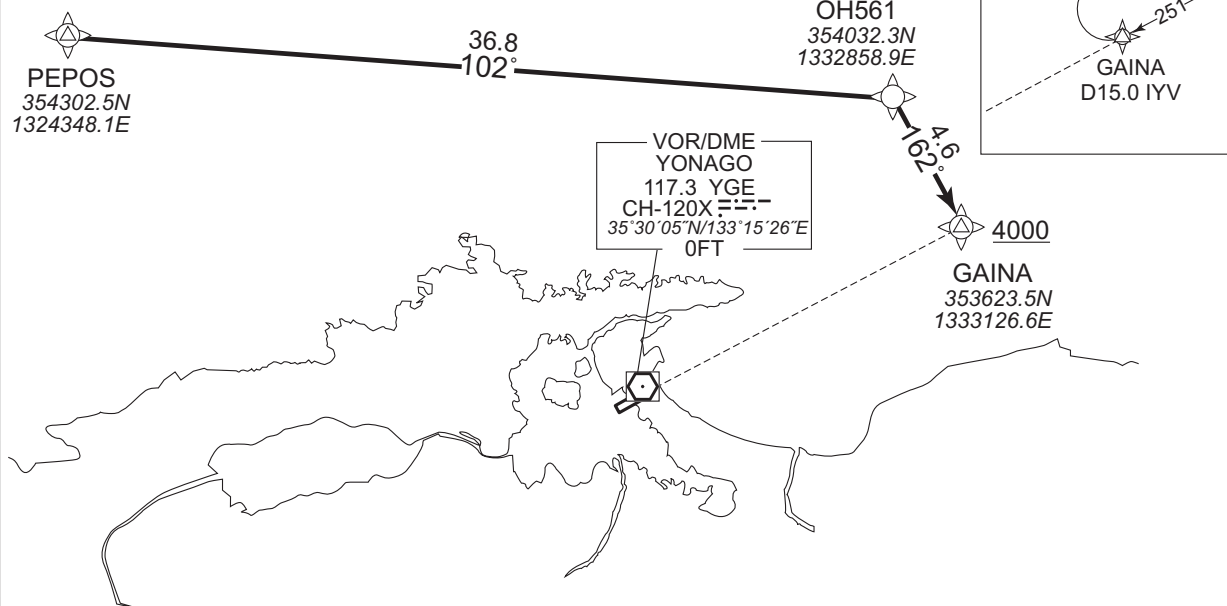 PEPOS
354302.5N
1324348.1E
36.8
102°
OH561
354032.3N
1332858.9E
4.6
162°
251
GAINA
D15.0 IYV
VOR/DME
YONAGO
117.3 YGE
CH-120X
35°30´05˝N/133°15´26˝E
0FT
4000
GAINA
353623.5N
1333126.6E